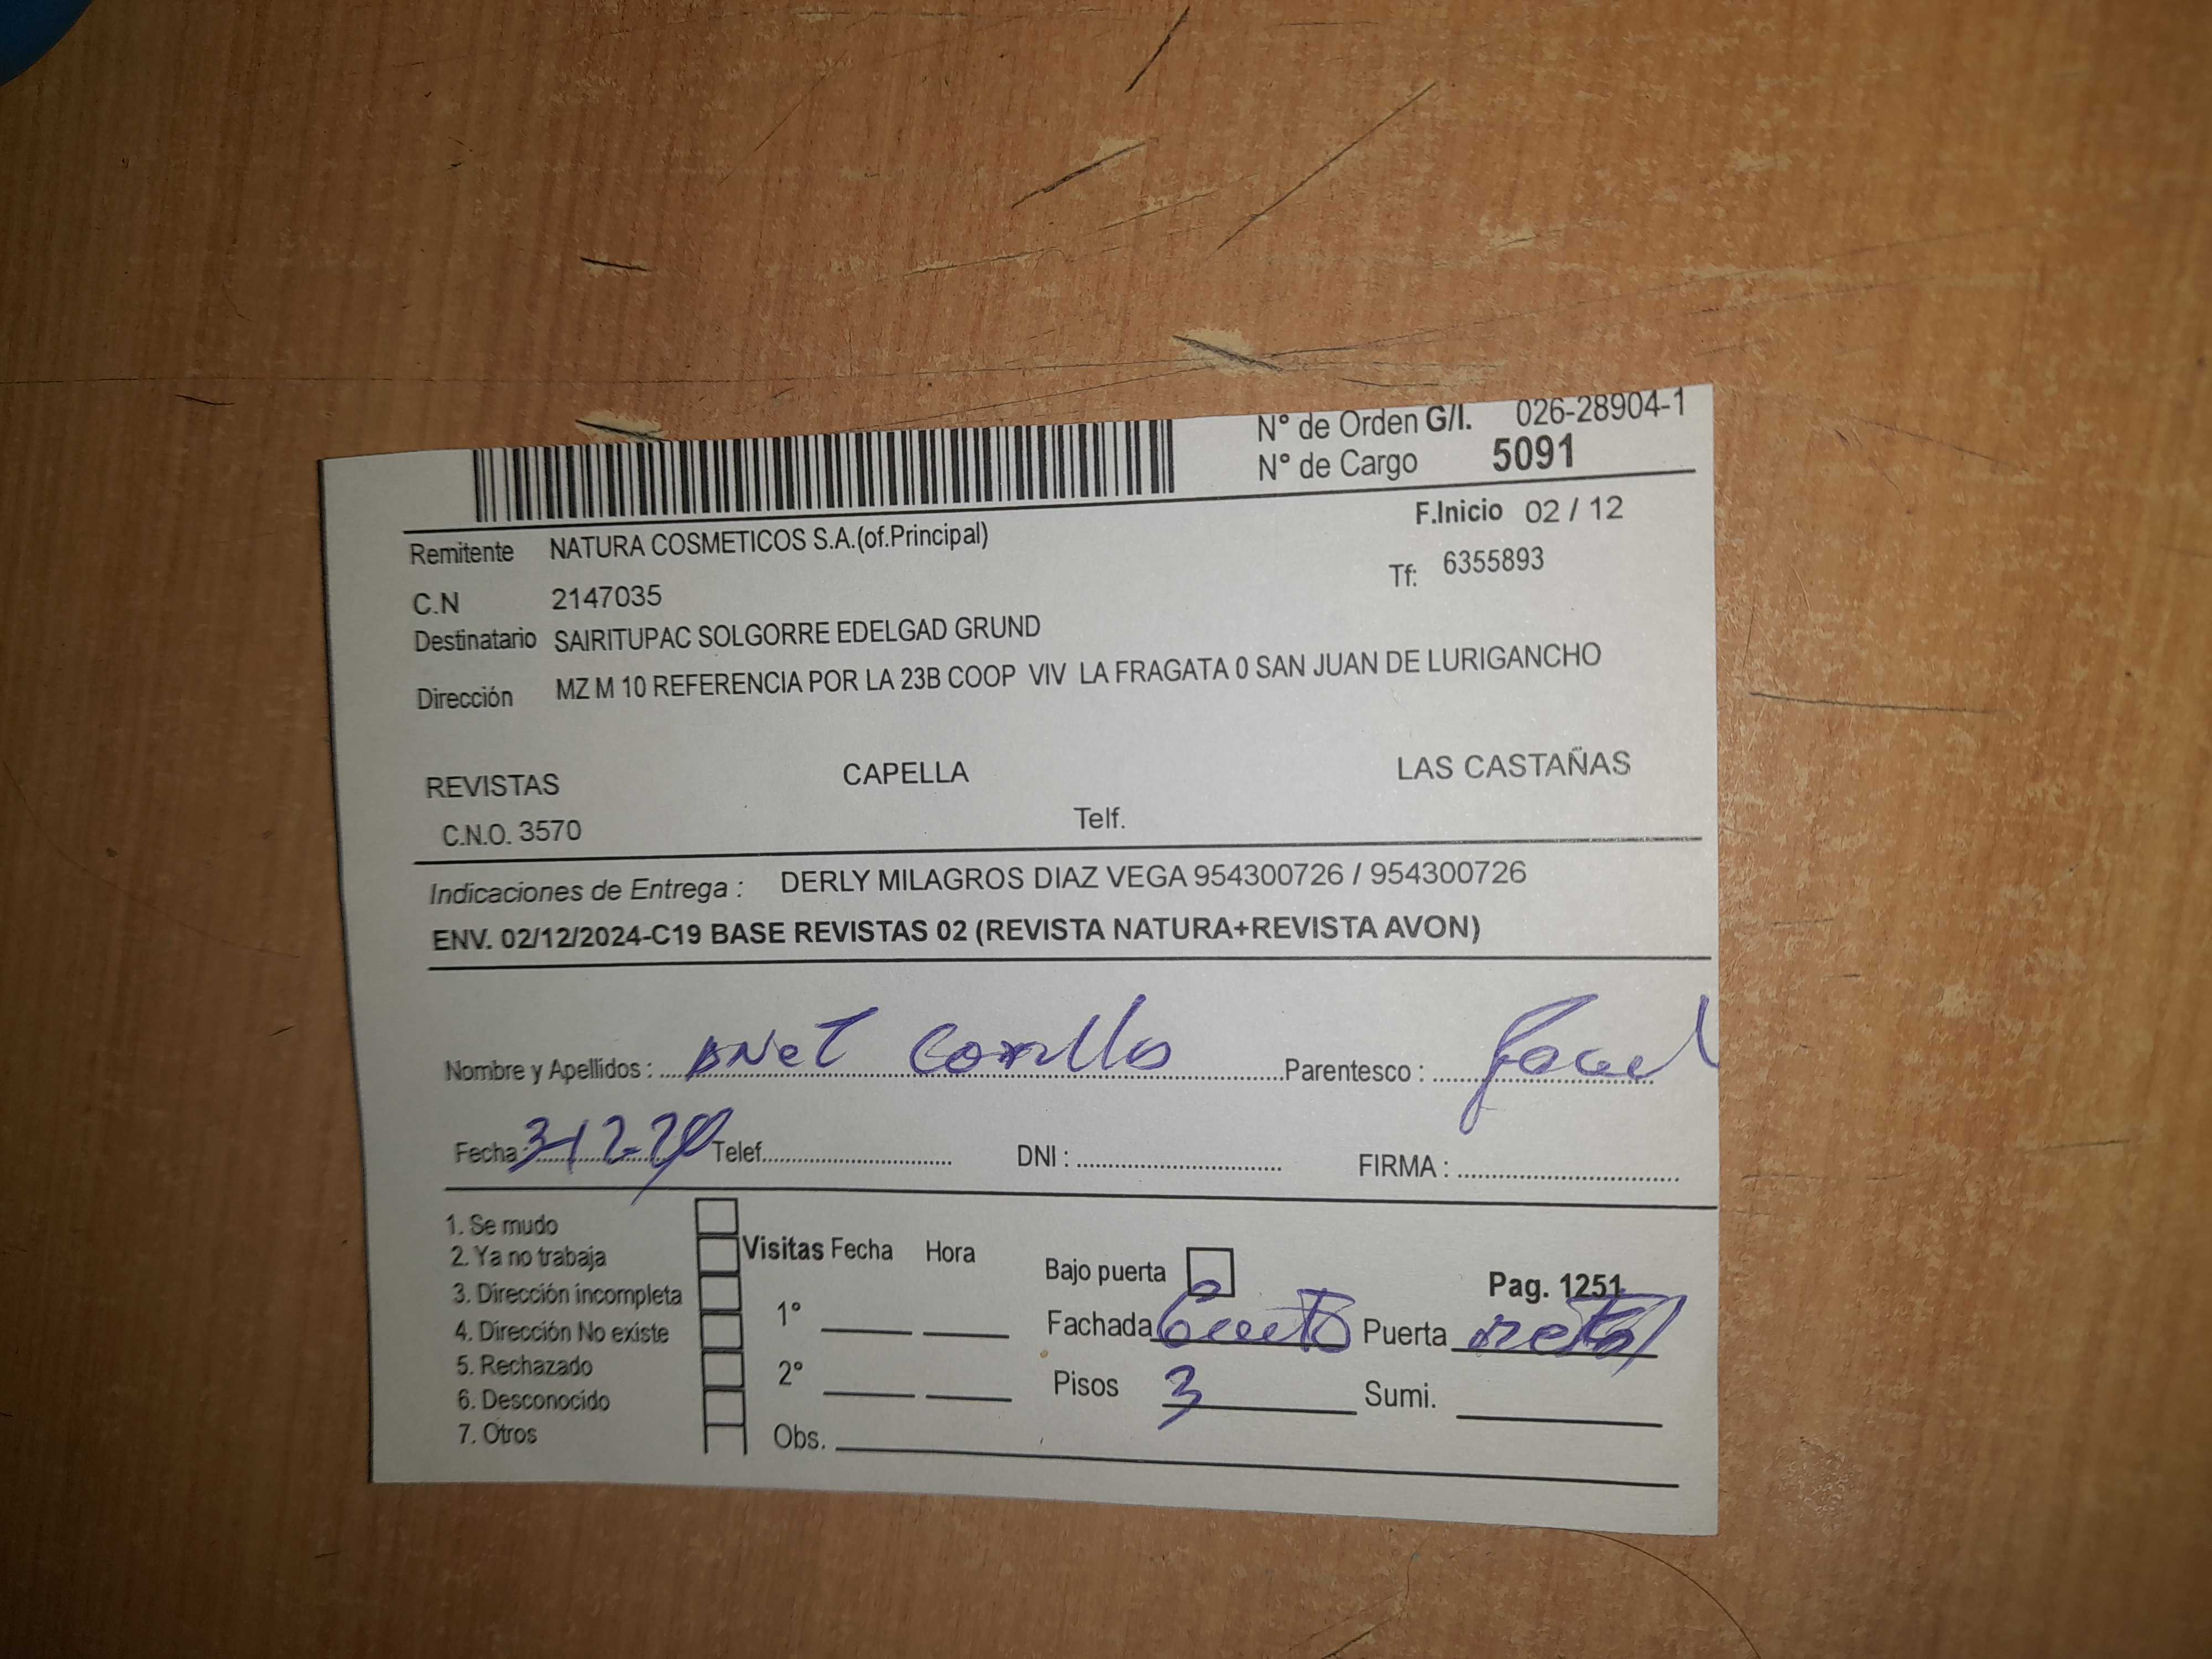 N° de Orden G/I. 026-28904-1
N° de Cargo 5091
F.Inicio 02 / 12
Remitente NATURA COSMETICOS S.A.(of.Principal)
Tf: 6355893
C.N 2147035
Destinatario SAIRITUPAC SOLGORRE EDELGAD GRUND
Dirección MZ M 10 REFERENCIA POR LA 23B COOP VIV LA FRAGATA 0 SAN JUAN DE LURIGANCHO
REVISTAS CAPELLA LAS CASTAÑAS
C.N.O. 3570 Telf.
Indicaciones de Entrega : DERLY MILAGROS DIAZ VEGA 954300726 / 954300726
ENV. 02/12/2024-C19 BASE REVISTAS 02 (REVISTA NATURA+REVISTA AVON)
Nombre y Apellidos : Parentesco :
Fecha : Telef. DNI : FIRMA :
1. Se mudo
2. Ya no trabaja
3. Dirección incompleta
4. Dirección No existe
5. Rechazado
6. Desconocido
7. Otros
Visitas Fecha Hora
1°
2°
Obs.
Bajo puerta Pag. 1251
Fachada Puerta
Pisos 3 Sumi.